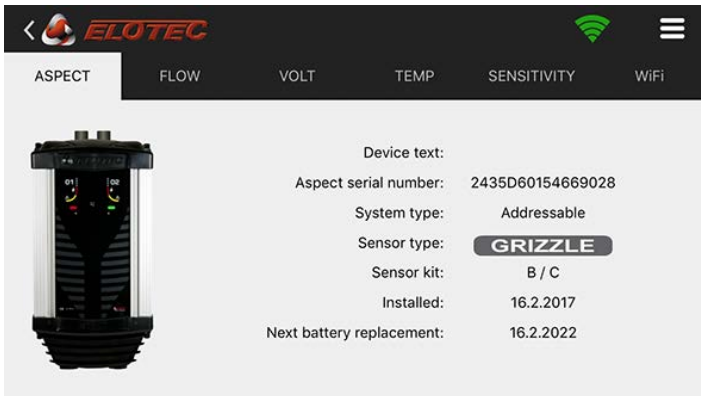 ELOTEC
ASPECT FLOW VOLT TEMP SENSITIVITY WiFi
ELOTEC
01 02
Device text:
Aspect serial number: 2435D60154669028
System type: Addressable
Sensor type: GRIZZLE
Sensor kit: B / C
Installed: 16.2.2017
Next battery replacement: 16.2.2022